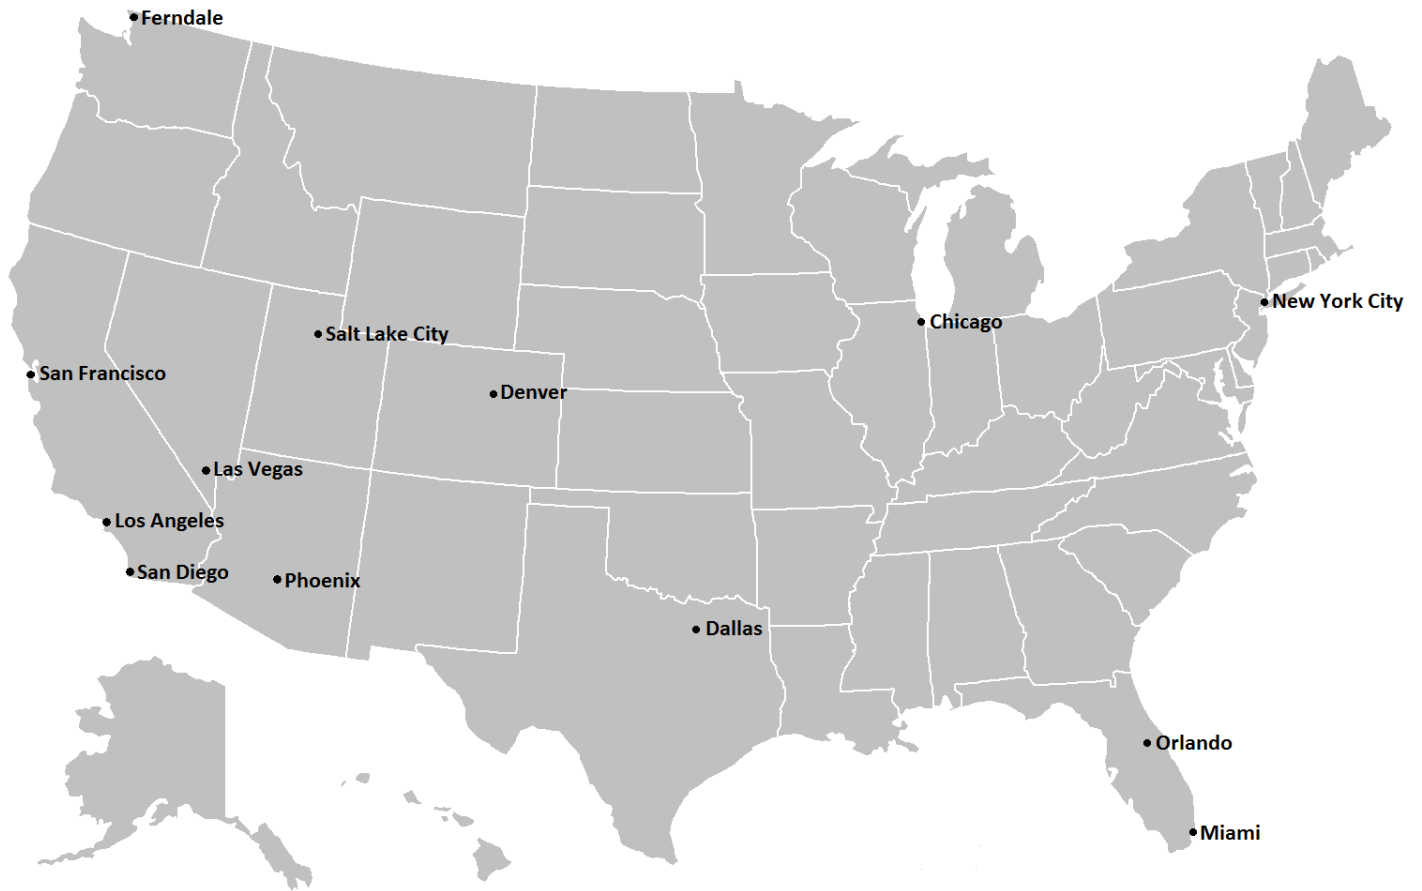 Ferndale
New York City
Chicago
Salt Lake City
San Francisco
Denver
Las Vegas
Los Angeles
San Diego
Phoenix
Dallas
Orlando
Miami